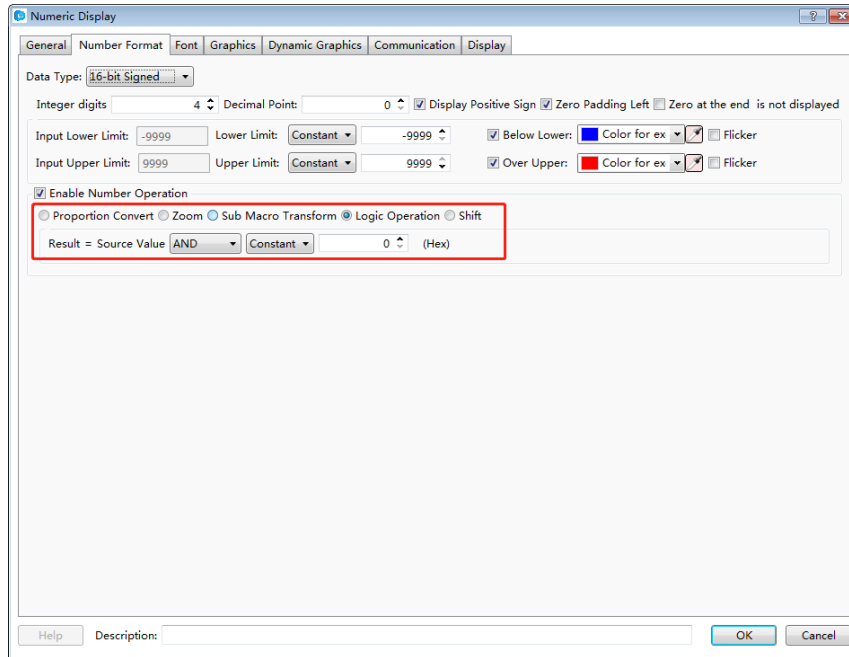 Numeric Display
General Number Format Font Graphics Dynamic Graphics Communication Display
Data Type: 16-bit Signed
Integer digits 4 Decimal Point: 0 Display Positive Sign Zero Padding Left Zero at the end is not displayed
Input Lower Limit: -9999 Lower Limit: Constant -9999 Below Lower: Color for ex Flicker
Input Upper Limit: 9999 Upper Limit: Constant 9999 Over Upper: Color for ex Flicker
Enable Number Operation
Proportion Convert Zoom Sub Macro Transform Logic Operation Shift
Result = Source Value AND Constant 0 (Hex)
Help Description: OK Cancel